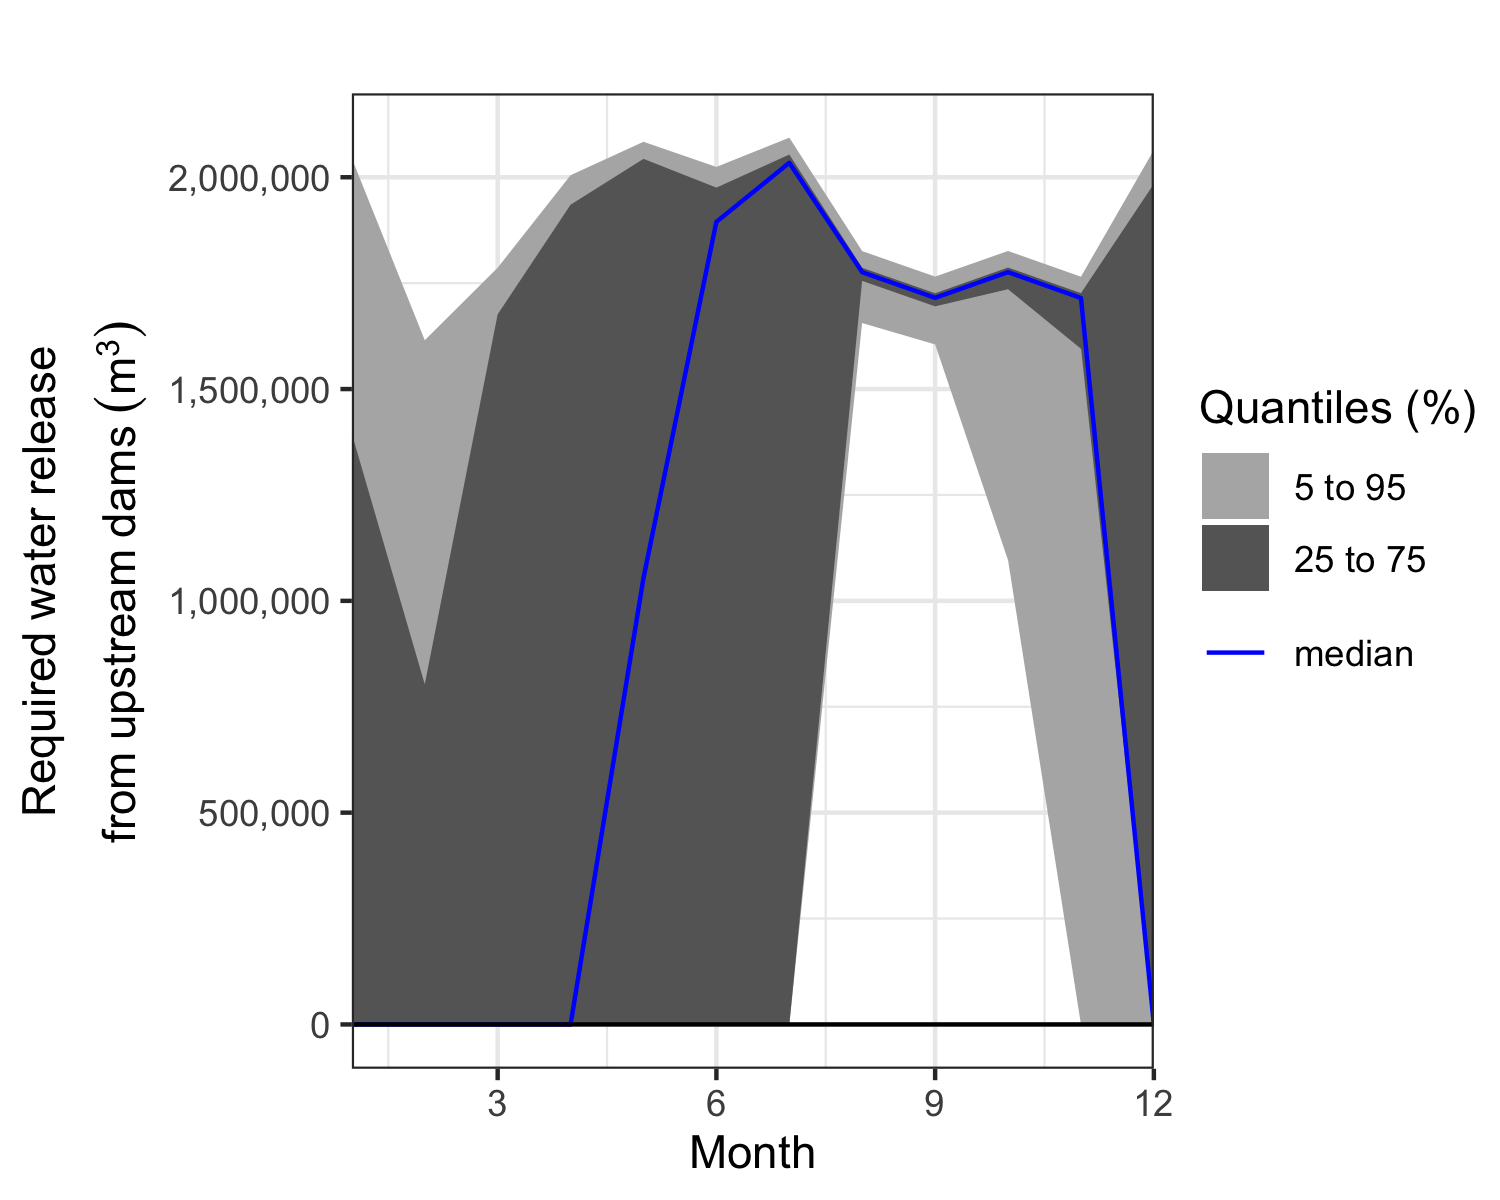 Required water release
from upstream dams (m³)
2,000,000
1,500,000
1,000,000
500,000
0
3
6
9
12
Month
Quantiles (%)
5 to 95
25 to 75
median